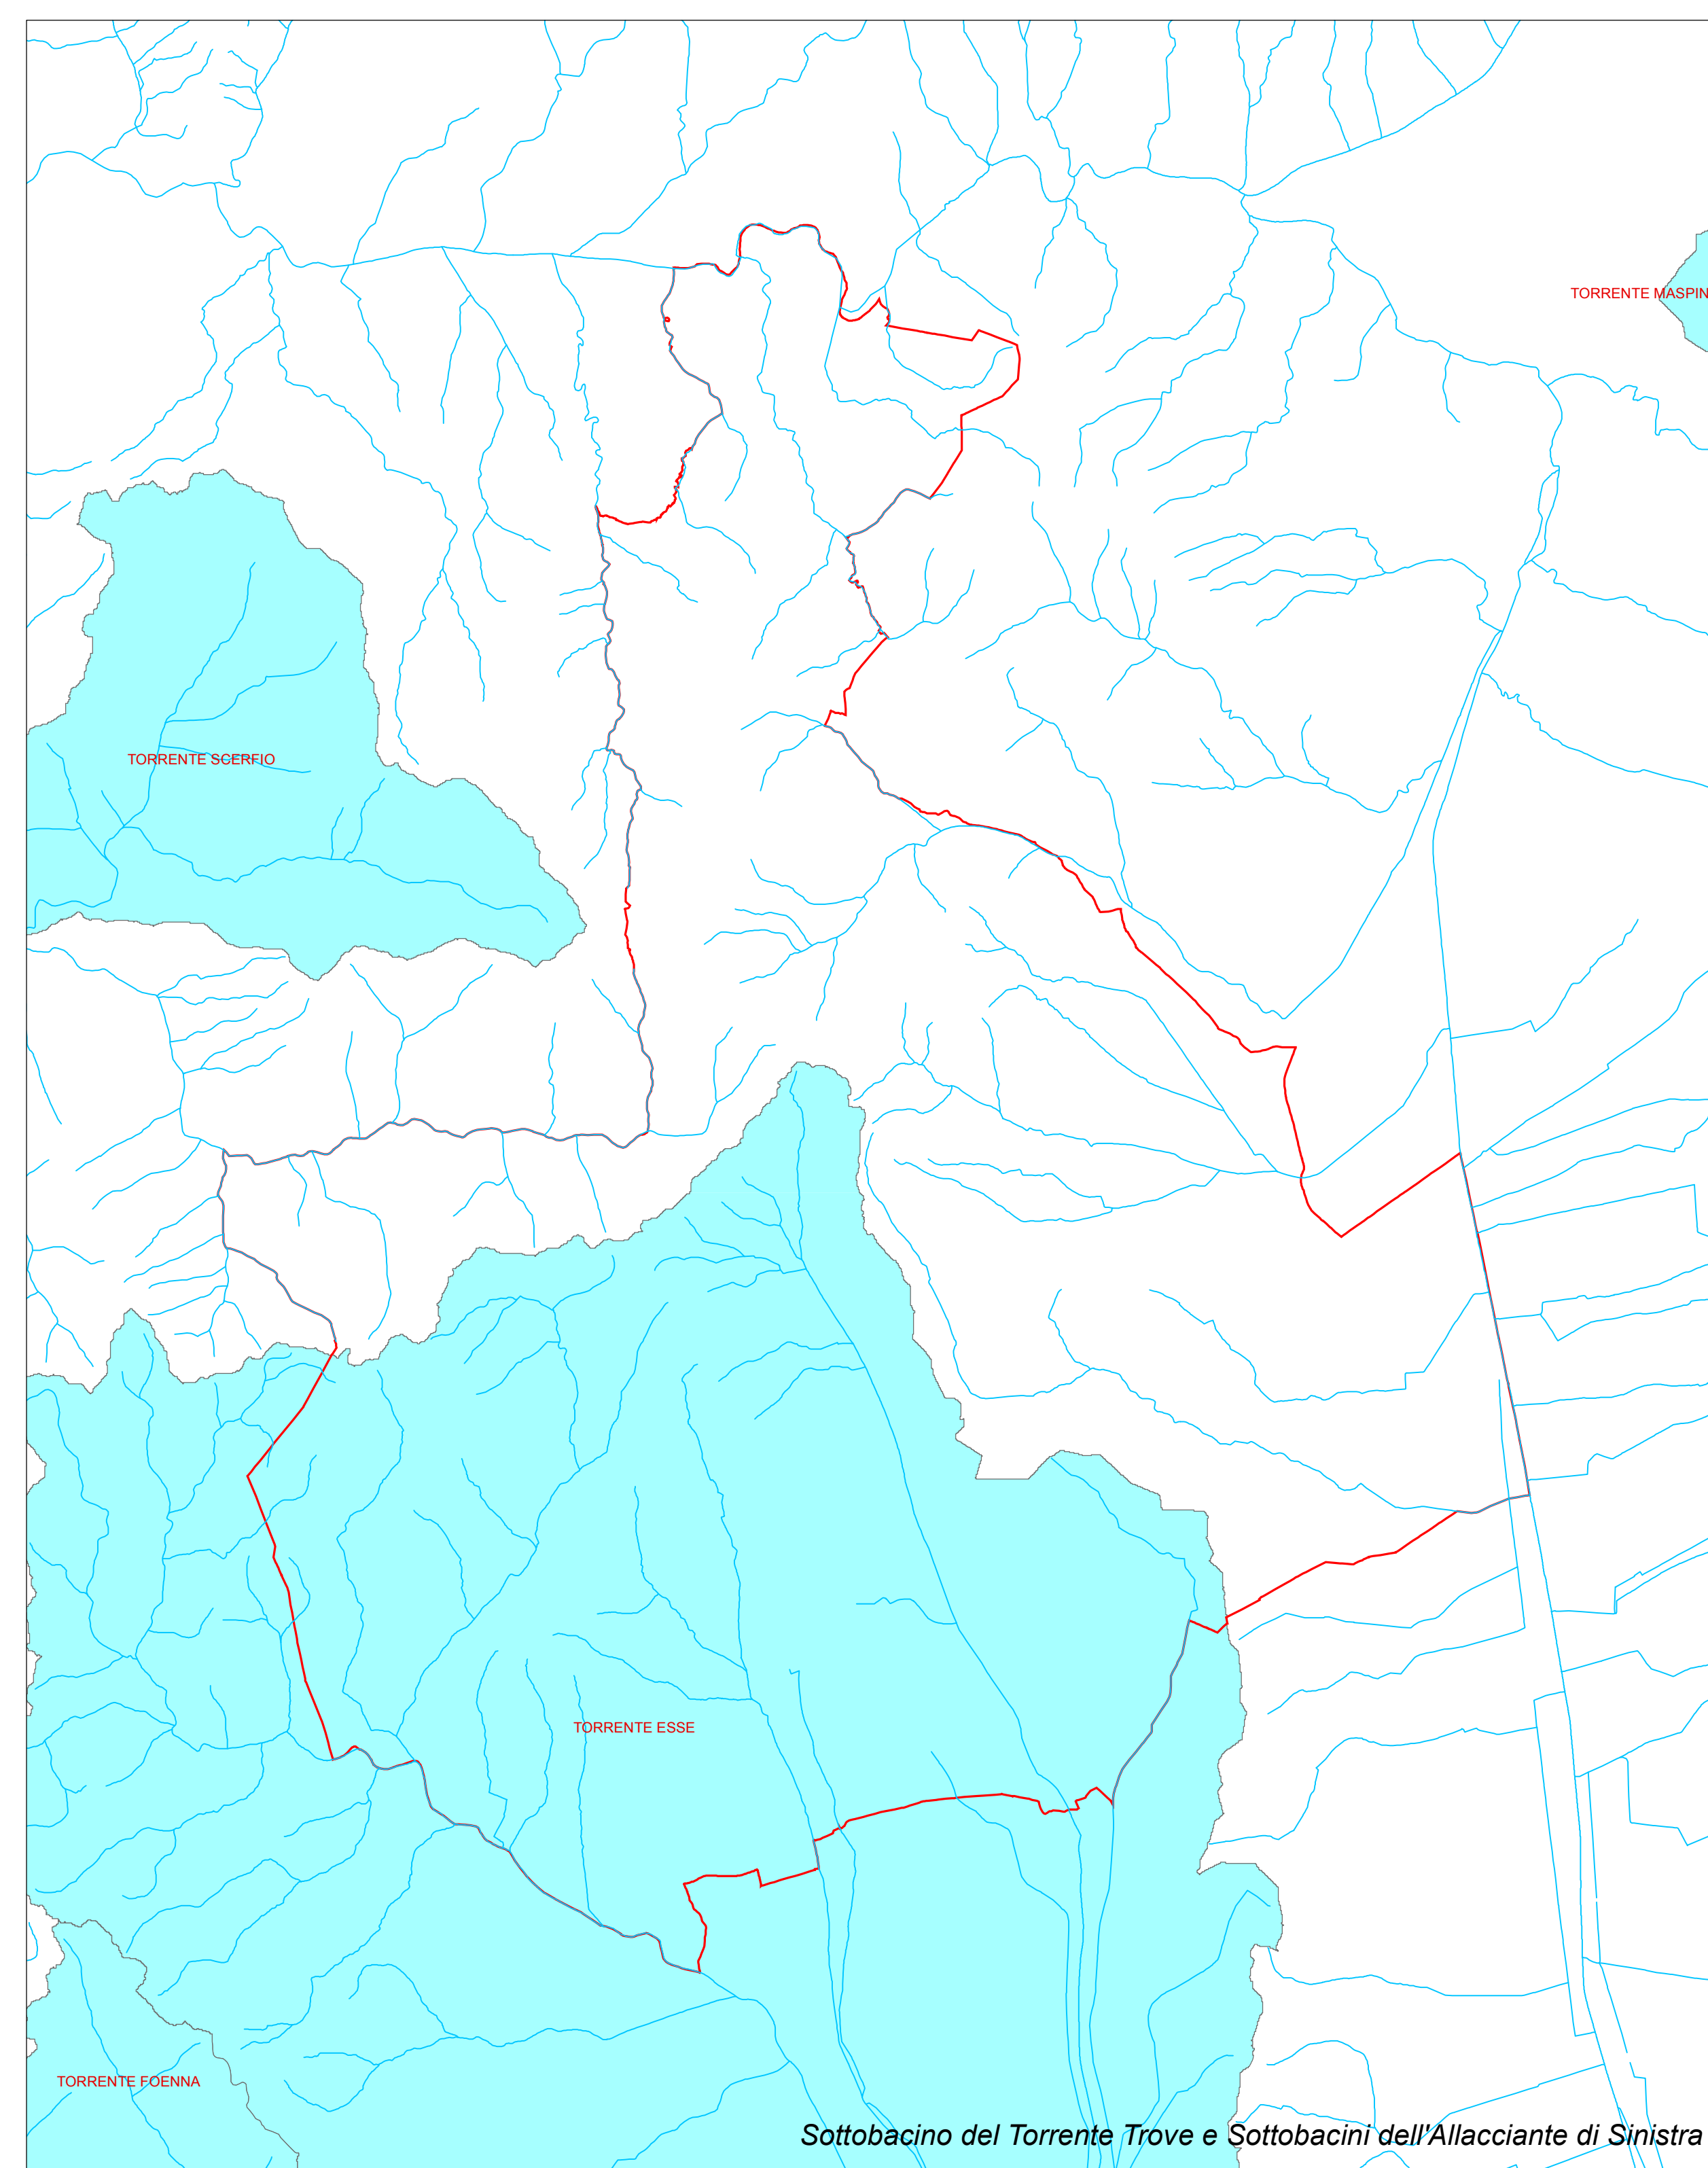 TORRENTE MASPIN
TORRENTE SCERFIO
TORRENTE ESSE
TORRENTE FOENNA
Sottobacino del Torrente Trove e Sottobacini dell'Allacciante di Sinistra